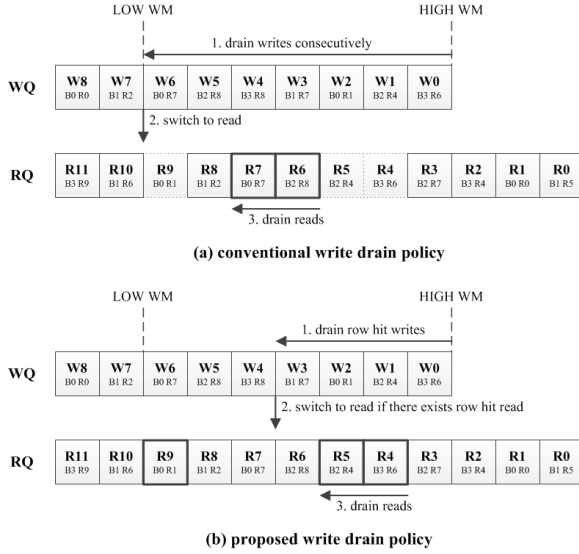 LOW WM HIGH WM
1. drain writes consecutively
WQ W8 W7 W6 W5 W4 W3 W2 W1 W0
B0 R0 B1 R2 B0 R7 B2 R8 B3 R8 B1 R7 B0 R1 B2 R4 B3 R6
2. switch to read
RQ R11 R10 R9 R8 R7 R6 R5 R4 R3 R2 R1 R0
B3 R9 B1 R6 B0 R1 B1 R2 B0 R7 B2 R8 B2 R4 B3 R6 B2 R7 B3 R4 B0 R0 B1 R5
3. drain reads
(a) conventional write drain policy
LOW WM HIGH WM
1. drain row hit writes
WQ W8 W7 W6 W5 W4 W3 W2 W1 W0
B0 R0 B1 R2 B0 R7 B2 R8 B3 R8 B1 R7 B0 R1 B2 R4 B3 R6
2. switch to read if there exists row hit read
RQ R11 R10 R9 R8 R7 R6 R5 R4 R3 R2 R1 R0
B3 R9 B1 R6 B0 R1 B1 R2 B0 R7 B2 R8 B2 R4 B3 R6 B2 R7 B3 R4 B0 R0 B1 R5
3. drain reads
(b) proposed write drain policy